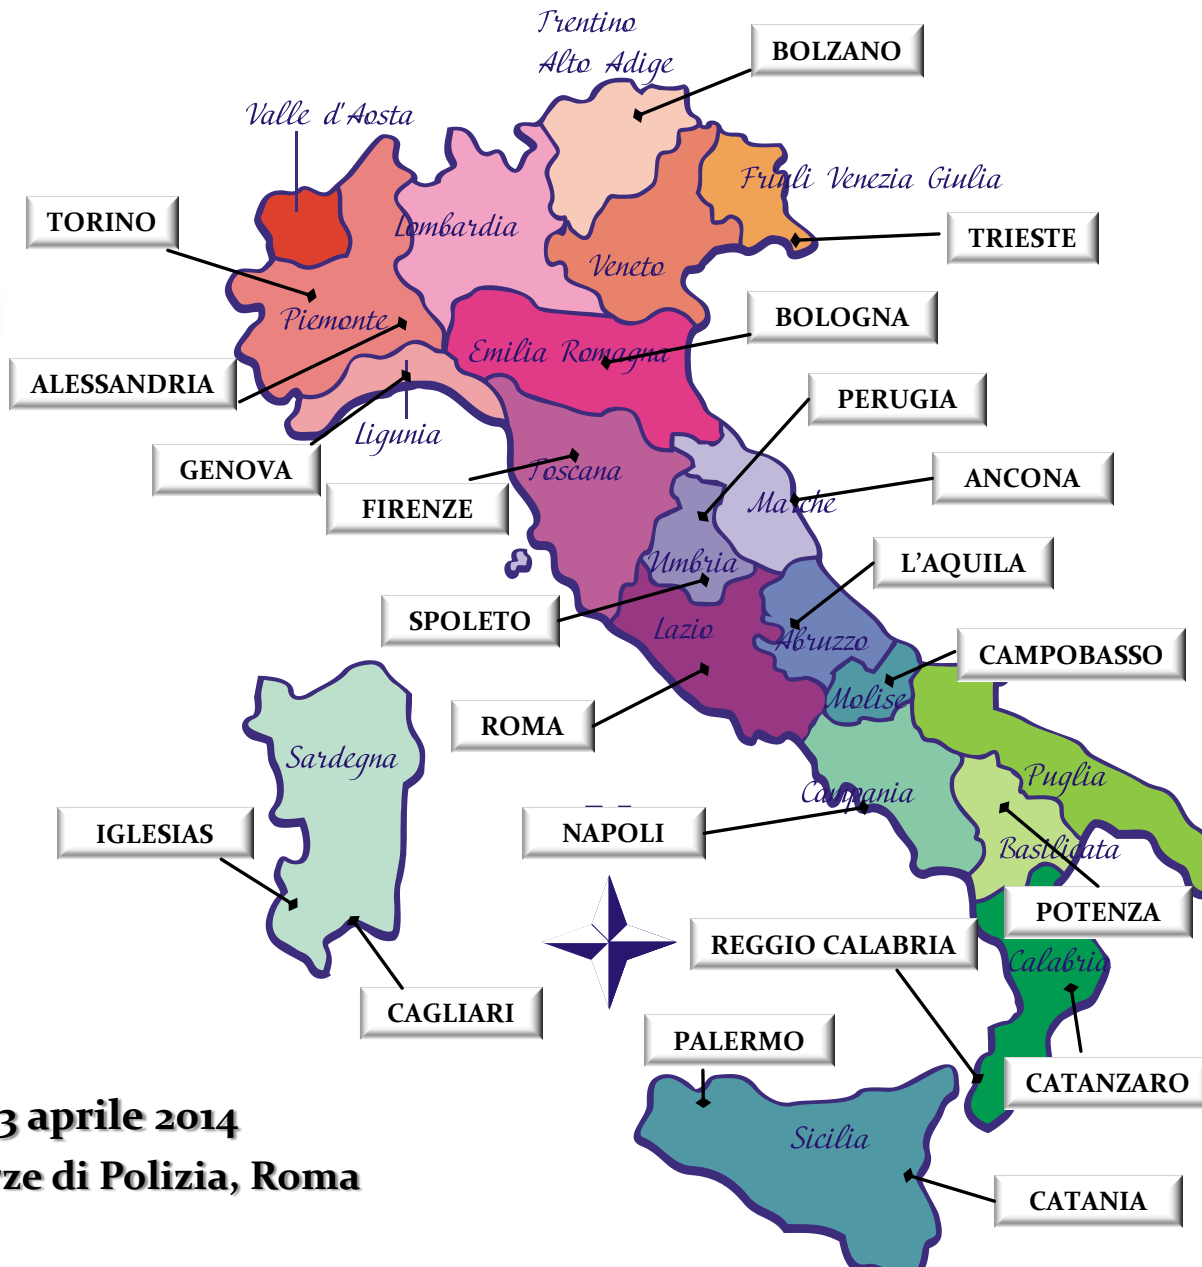 Trentino
Alto Adige
BOLZANO
Valle d'Aosta
Friuli Venezia Giulia
TORINO
Lombardia
TRIESTE
Veneto
Piemonte
BOLOGNA
Emilia Romagna
ALESSANDRIA
PERUGIA
Ligunia
GENOVA
Toscana
ANCONA
FIRENZE
Marche
Umbria
L'AQUILA
SPOLETO
Lazio
Abruzzo
CAMPOBASSO
Molise
ROMA
Sardegna
Puglia
Campania
IGLESIAS
NAPOLI
Basilicata
POTENZA
REGGIO CALABRIA
Calabria
CAGLIARI
PALERMO
CATANZARO
3 aprile 2014
Sicilia
rze di Polizia, Roma
CATANIA